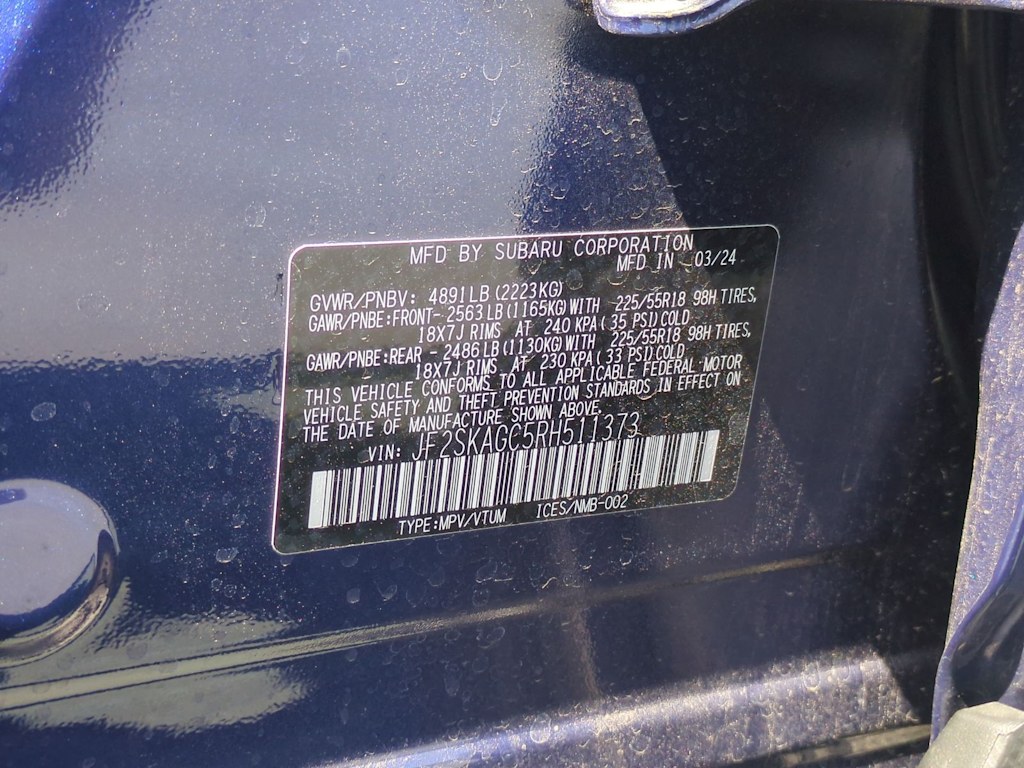 MFD BY SUBARU CORPORATION
MFD IN 03/24
GVWR/PNBV: 4891LB(2223KG)
GAWR/PNBE:FRONT- 2563LB(1165KG)WITH 225/55R18 98H TIRES,
18X7J RIMS AT 240 KPA( 35 PSI)COLD
GAWR/PNBE:REAR - 2486LB(1130KG)WITH 225/55R18 98H TIRES,
18X7J RIMS AT 230 KPA( 33 PSI)COLD
THIS VEHICLE CONFORMS TO ALL APPLICABLE FEDERAL MOTOR
VEHICLE SAFETY AND THEFT PREVENTION STANDARDS IN EFFECT ON
THE DATE OF MANUFACTURE SHOWN ABOVE.
VIN: JF2SKAGC5RH511373
TYPE:MPV/VTUM ICES/NMB-002